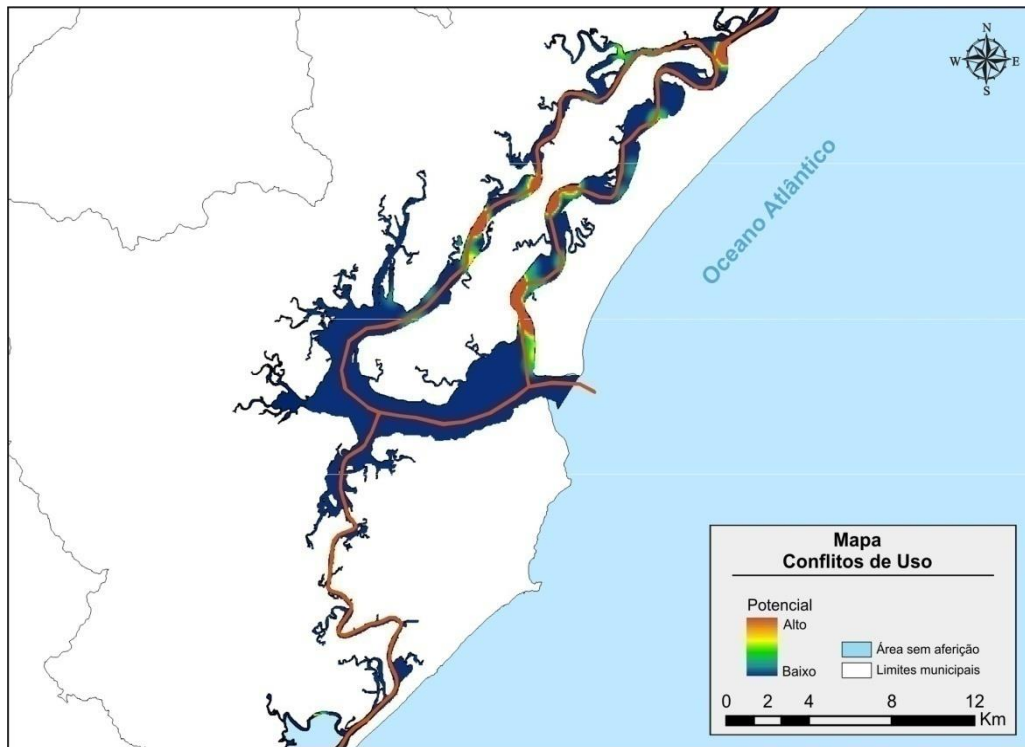 N
W E
S
Oceano Atlântico
Mapa
Conflitos de Uso
Potencial
Alto
Baixo
Área sem aferição
Limites municipais
0 2 4 6 8 12
Km